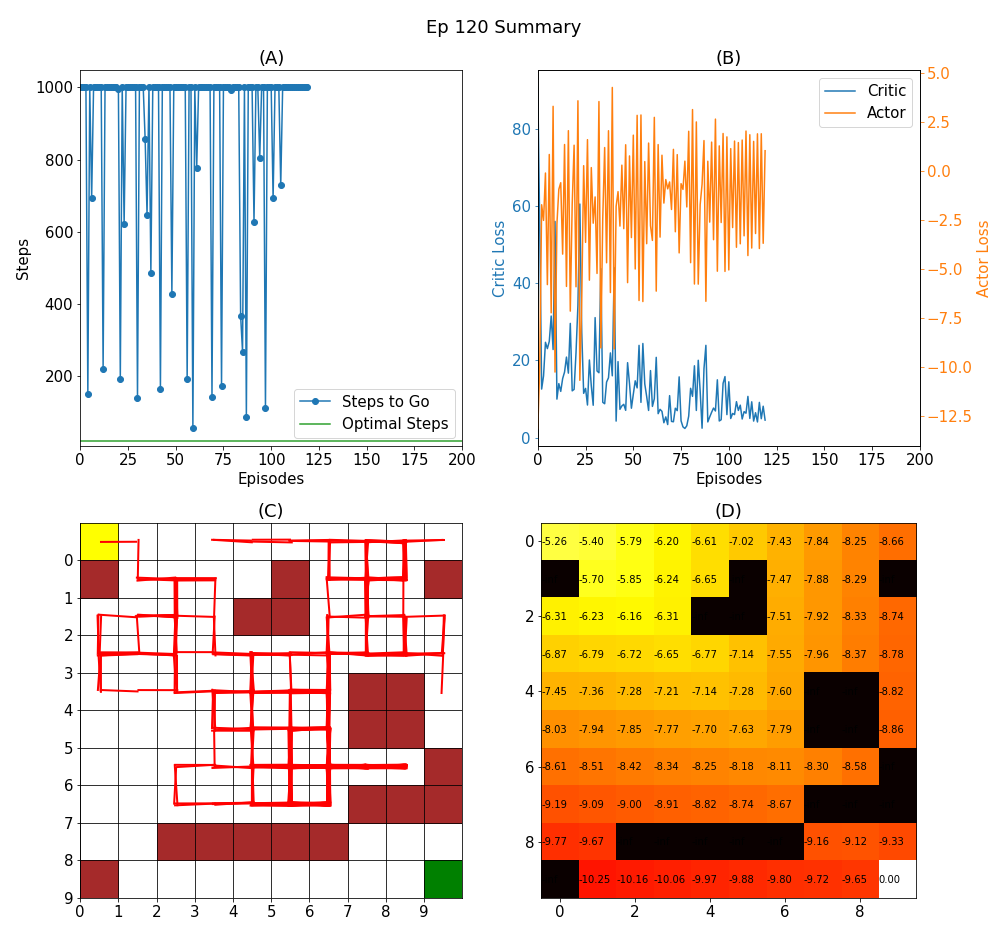 Ep 120 Summary
(A)
1000
800
600
400
200
Steps
0
25
50
75
100
125
150
175
200
Episodes
Steps to Go
Optimal Steps
(B)
80
60
40
20
0
Critic Loss
5.0
2.5
0.0
−2.5
−5.0
−7.5
−10.0
−12.5
Actor Loss
0
25
50
75
100
125
150
175
200
Episodes
Critic
Actor
(C)
0
1
2
3
4
5
6
7
8
9
0
1
2
3
4
5
6
7
8
9
(D)
0
2
4
6
8
-5.26 -5.40 -5.79 -6.20 -6.61 -7.02 -7.43 -7.84 -8.25 -8.66
-5.70 -5.85 -6.24 -6.65 -7.47 -7.88 -8.29
-6.31 -6.23 -6.16 -6.31 -7.51 -7.92 -8.33 -8.74
-6.87 -6.79 -6.72 -6.65 -6.77 -7.14 -7.55 -7.96 -8.37 -8.78
-7.45 -7.36 -7.28 -7.21 -7.14 -7.28 -7.60 -8.82
-8.03 -7.94 -7.85 -7.77 -7.70 -7.63 -7.79 -8.86
-8.61 -8.51 -8.42 -8.34 -8.25 -8.18 -8.11 -8.30 -8.58
-9.19 -9.09 -9.00 -8.91 -8.82 -8.74 -8.67
-9.77 -9.67 -9.16 -9.12 -9.33
-10.25 -10.16 -10.06 -9.97 -9.88 -9.80 -9.72 -9.65 0.00
0
2
4
6
8